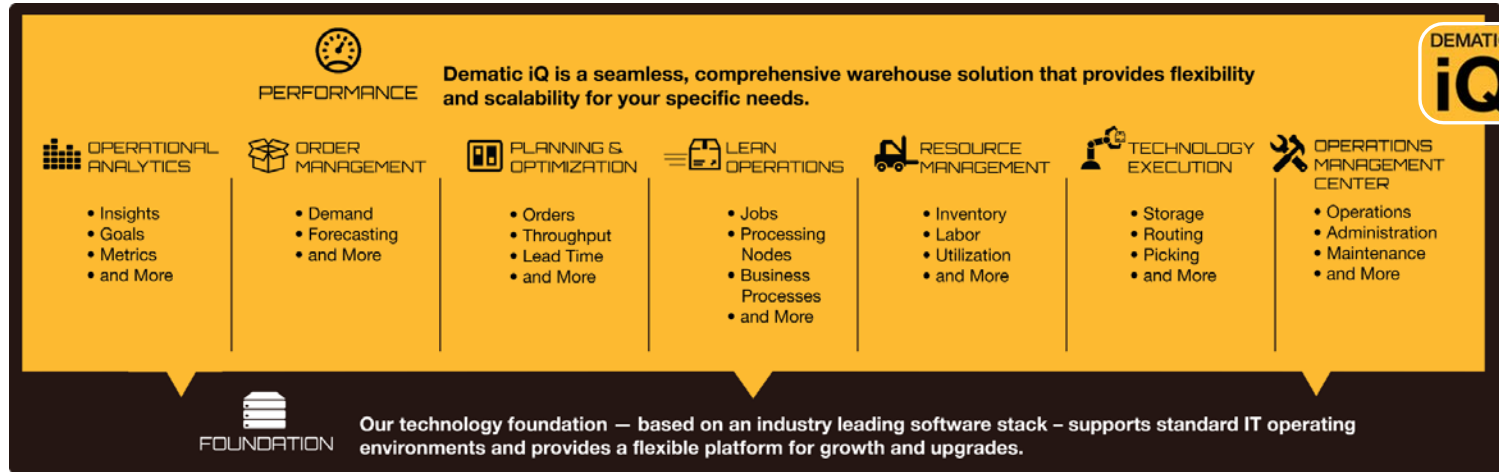 DEMATIC
iQ
PERFORMANCE
Dematic iQ is a seamless, comprehensive warehouse solution that provides flexibility
and scalability for your specific needs.
OPERATIONAL
ANALYTICS
• Insights
• Goals
• Metrics
• and More
ORDER
MANAGEMENT
• Demand
• Forecasting
• and More
PLANNING &
OPTIMIZATION
• Orders
• Throughput
• Lead Time
• and More
LEAN
OPERATIONS
• Jobs
• Processing
Nodes
• Business
Processes
• and More
RESOURCE
MANAGEMENT
• Inventory
• Labor
• Utilization
• and More
TECHNOLOGY
EXECUTION
• Storage
• Routing
• Picking
• and More
OPERATIONS
MANAGEMENT
CENTER
• Operations
• Administration
• Maintenance
• and More
FOUNDATION
Our technology foundation — based on an industry leading software stack – supports standard IT operating
environments and provides a flexible platform for growth and upgrades.